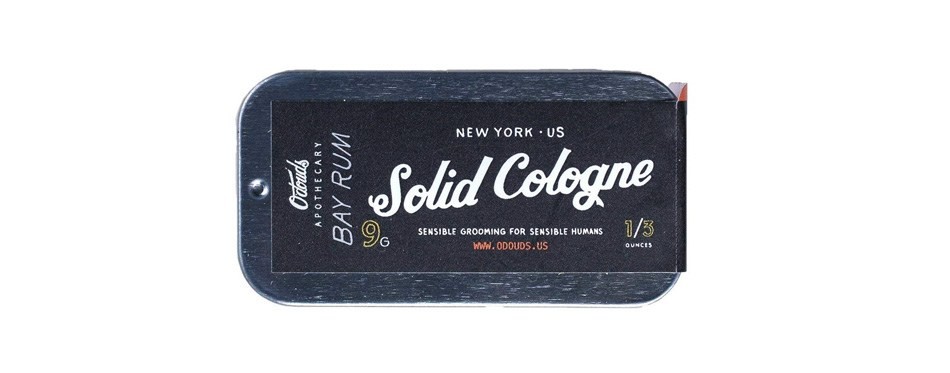 Odouds
APOTHECARY
BAY RUM
NEW YORK · US
Solid Cologne
9G
SENSIBLE GROOMING FOR SENSIBLE HUMANS
WWW.ODOUDS.US
1/3
OUNCES